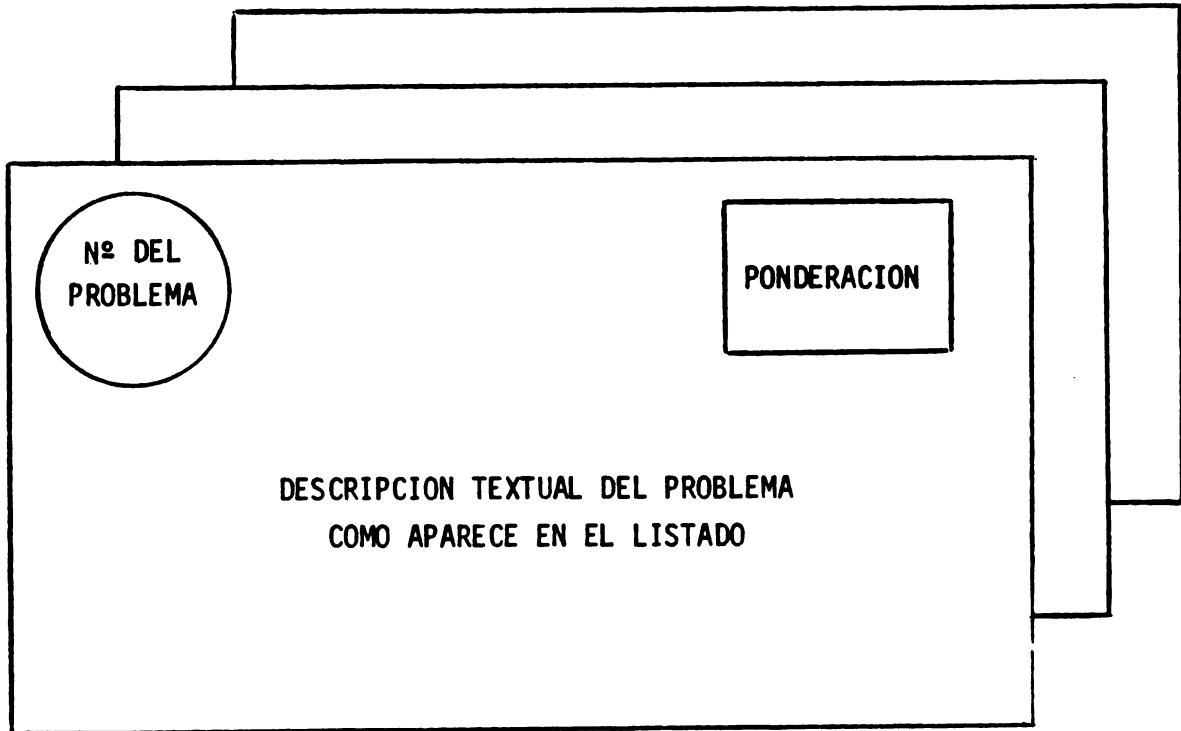 Nº DEL
PROBLEMA
PONDERACION
DESCRIPCION TEXTUAL DEL PROBLEMA
COMO APARECE EN EL LISTADO